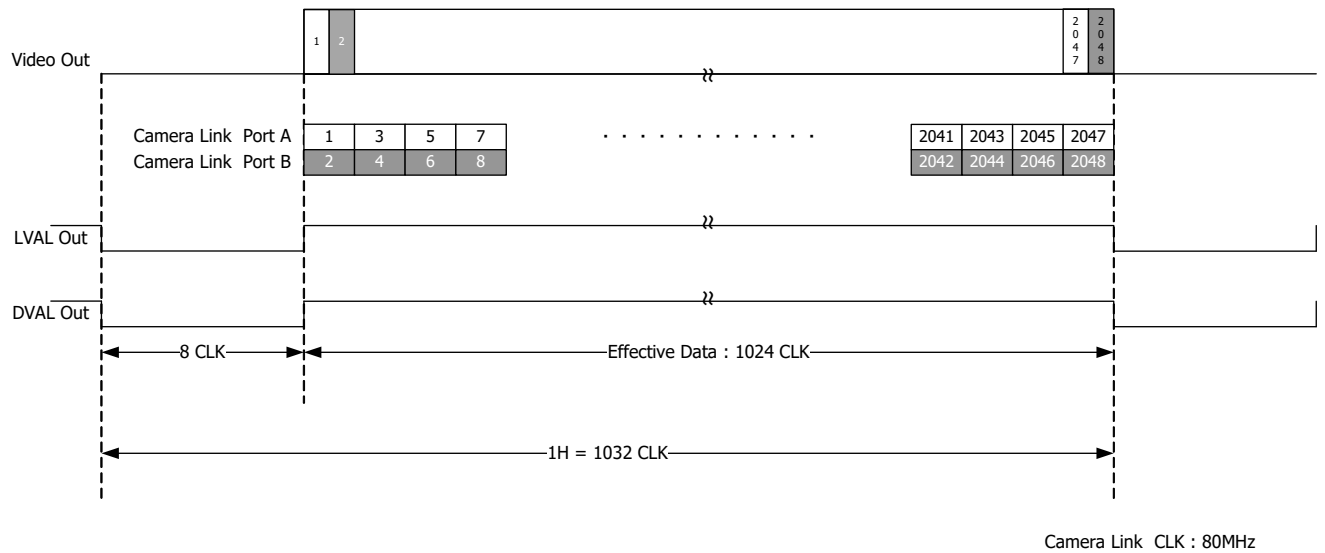 1 2 2047 2048
Video Out
Camera Link Port A 1 3 5 7 . . . . . . . . . . . . . 2041 2043 2045 2047
Camera Link Port B 2 4 6 8 2042 2044 2046 2048
LVAL Out
DVAL Out
8 CLK Effective Data : 1024 CLK
1H = 1032 CLK
Camera Link CLK : 80MHz